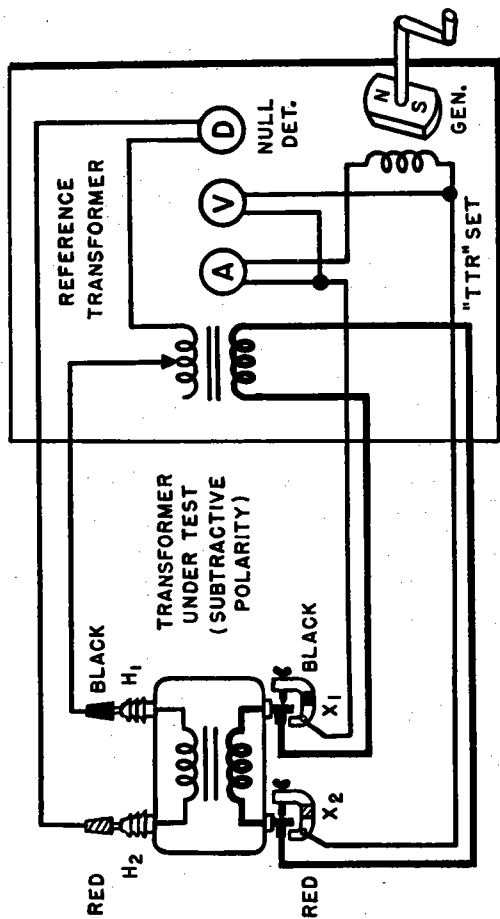 REFERENCE
TRANSFORMER
NULL
DET.
D
V
A
N
S
GEN.
"TTR" SET
TRANSFORMER
UNDER TEST
(SUBTRACTIVE
POLARITY)
RED
BLACK
H2
H1
RED
X2
X1
BLACK